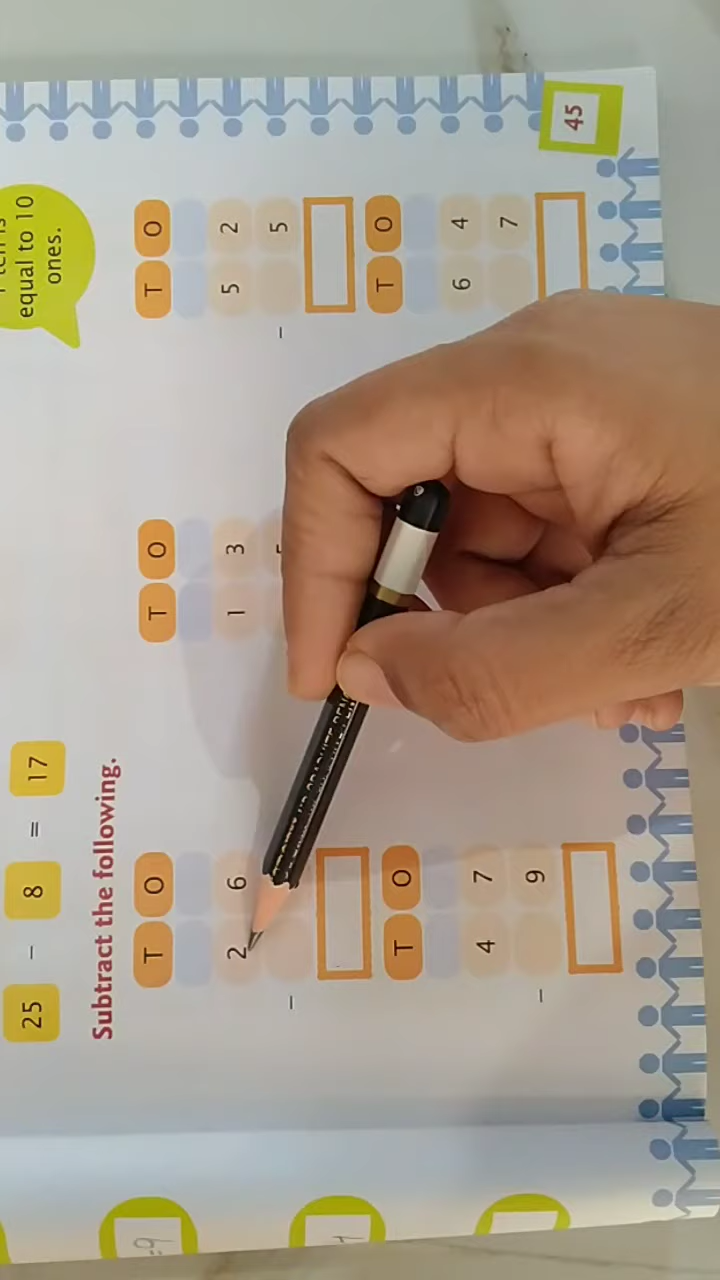 ten is
equal to 10
ones.
25 − 8 = 17
Subtract the following.
T O T O T O
2 6 1 3 5 2
− − 5
T O T O
4 7 6 4
− 9 7
45